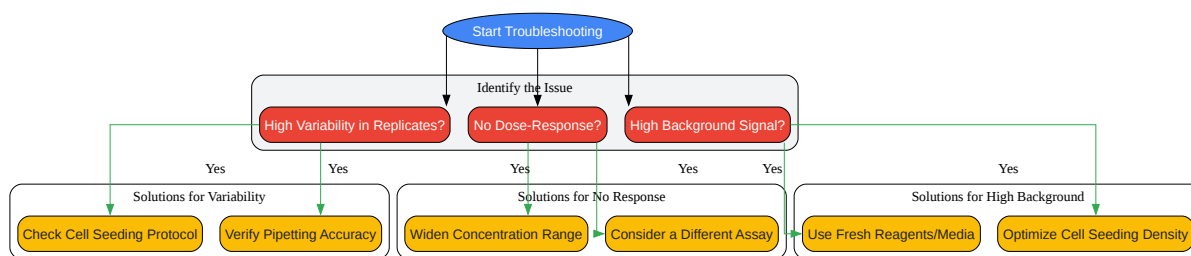 Start Troubleshooting
Identify the Issue
High Variability in Replicates?
No Dose-Response?
High Background Signal?
Yes
Yes
Yes
Yes
Yes
Yes
Solutions for Variability
Solutions for No Response
Solutions for High Background
Check Cell Seeding Protocol
Verify Pipetting Accuracy
Widen Concentration Range
Consider a Different Assay
Use Fresh Reagents/Media
Optimize Cell Seeding Density